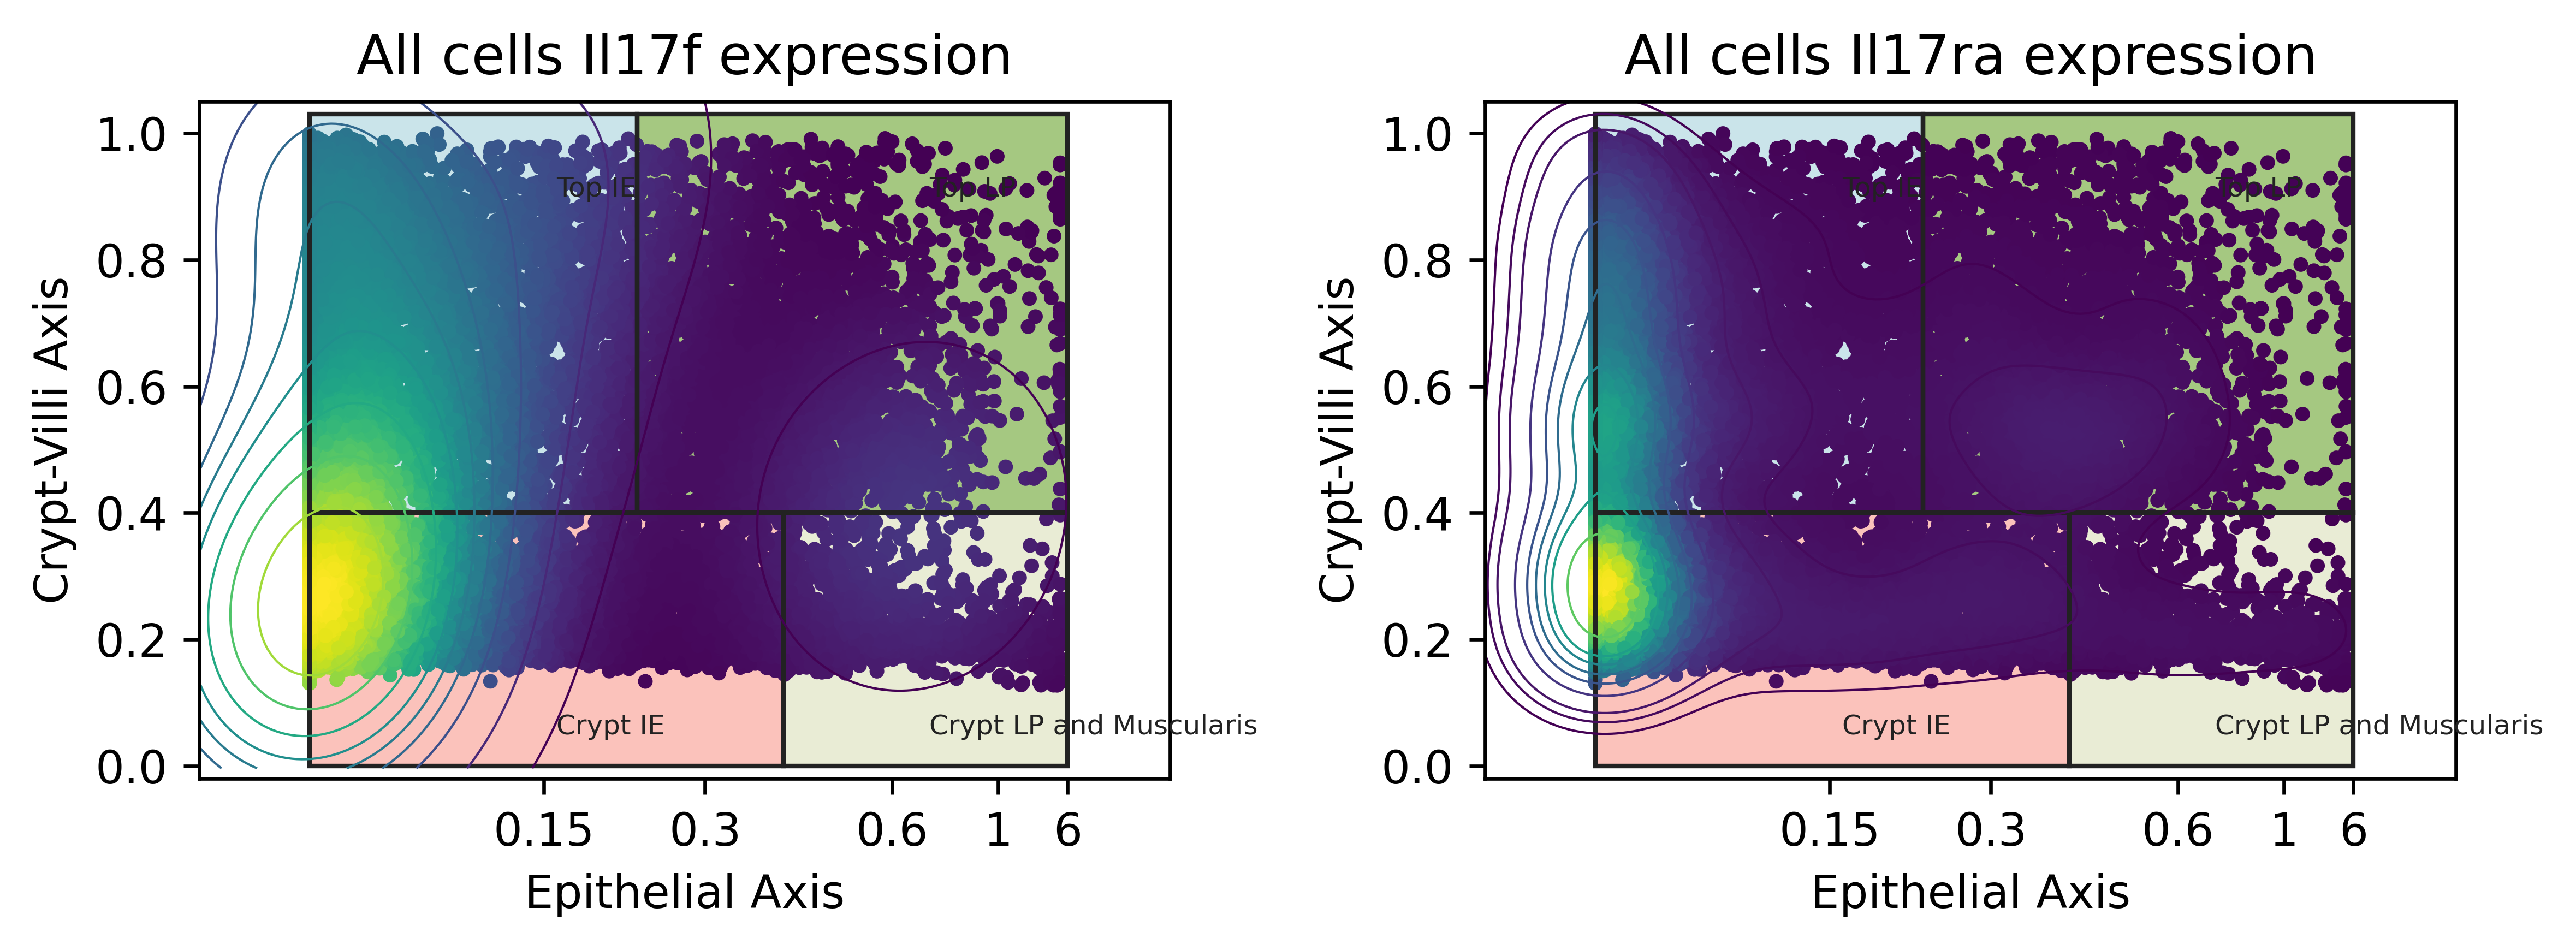 All cells Il17f expression
Crypt-Villi Axis
1.0
0.8
0.6
0.4
0.2
0.0
Top IE
Top LP
Crypt IE
Crypt LP and Muscularis
0.15 0.3 0.6 1 6
Epithelial Axis
All cells Il17ra expression
Crypt-Villi Axis
1.0
0.8
0.6
0.4
0.2
0.0
Top IE
Top LP
Crypt IE
Crypt LP and Muscularis
0.15 0.3 0.6 1 6
Epithelial Axis